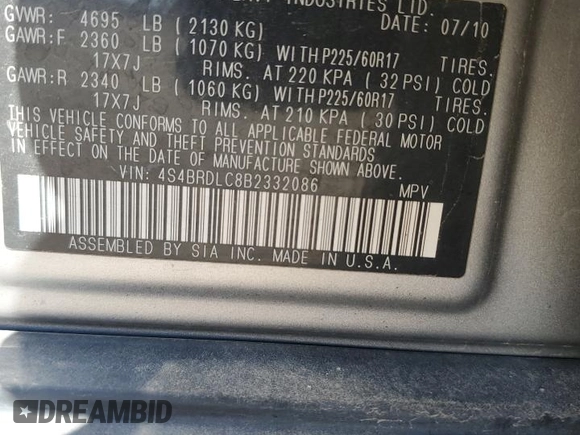 INDUSTRIES LTD.
GVWR: 4695 LB ( 2130 KG) DATE: 07/10
GAWR:F 2360 LB ( 1070 KG) WITH P225/60R17 TIRES.
17X7J RIMS. AT 220 KPA ( 32 PSI) COLD
GAWR:R 2340 LB ( 1060 KG) WITH P225/60R17 TIRES.
17X7J RIMS. AT 210 KPA ( 30 PSI) COLD
THIS VEHICLE CONFORMS TO ALL APPLICABLE FEDERAL MOTOR
VEHICLE SAFETY AND THEFT PREVENTION STANDARDS
IN EFFECT ON THE DATE OF MANUFACTURE SHOWN ABOVE.
VIN: 4S4BRDLC8B2332086 MPV
ASSEMBLED BY SIA INC. MADE IN U.S.A.
DREAMBID